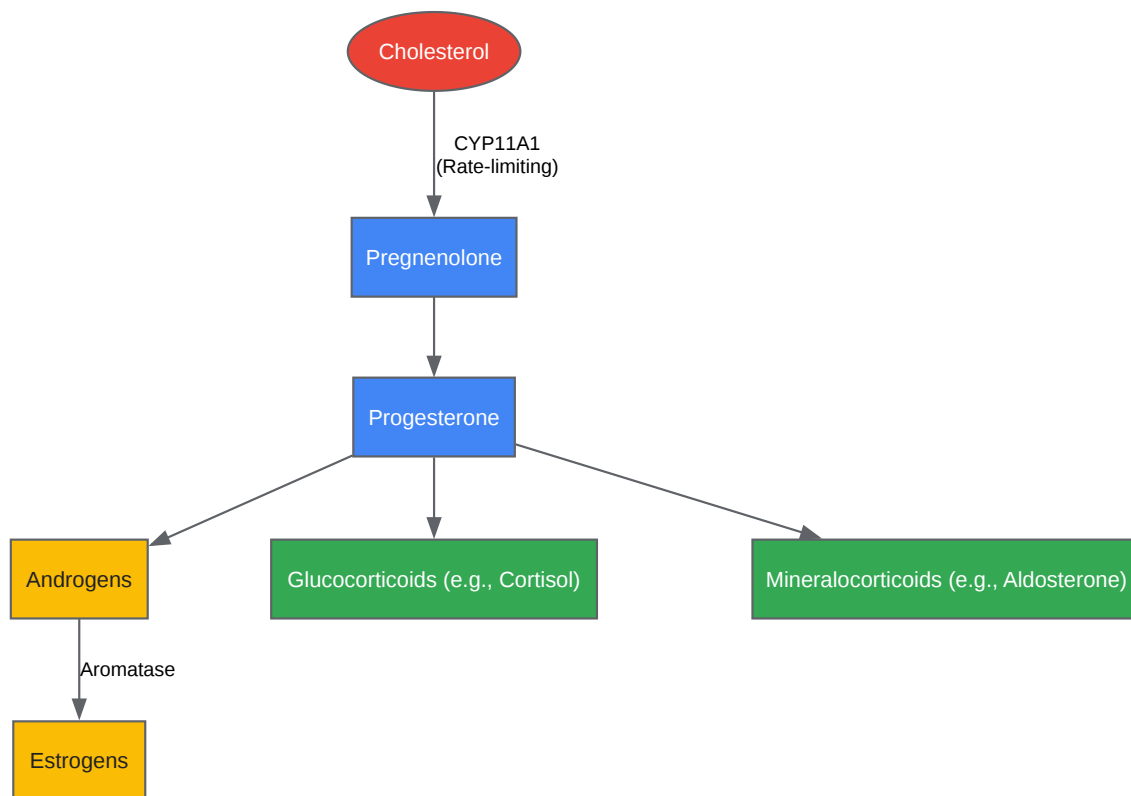 Cholesterol
CYP11A1
(Rate-limiting)
Pregnenolone
Progesterone
Androgens
Glucocorticoids (e.g., Cortisol)
Mineralocorticoids (e.g., Aldosterone)
Aromatase
Estrogens